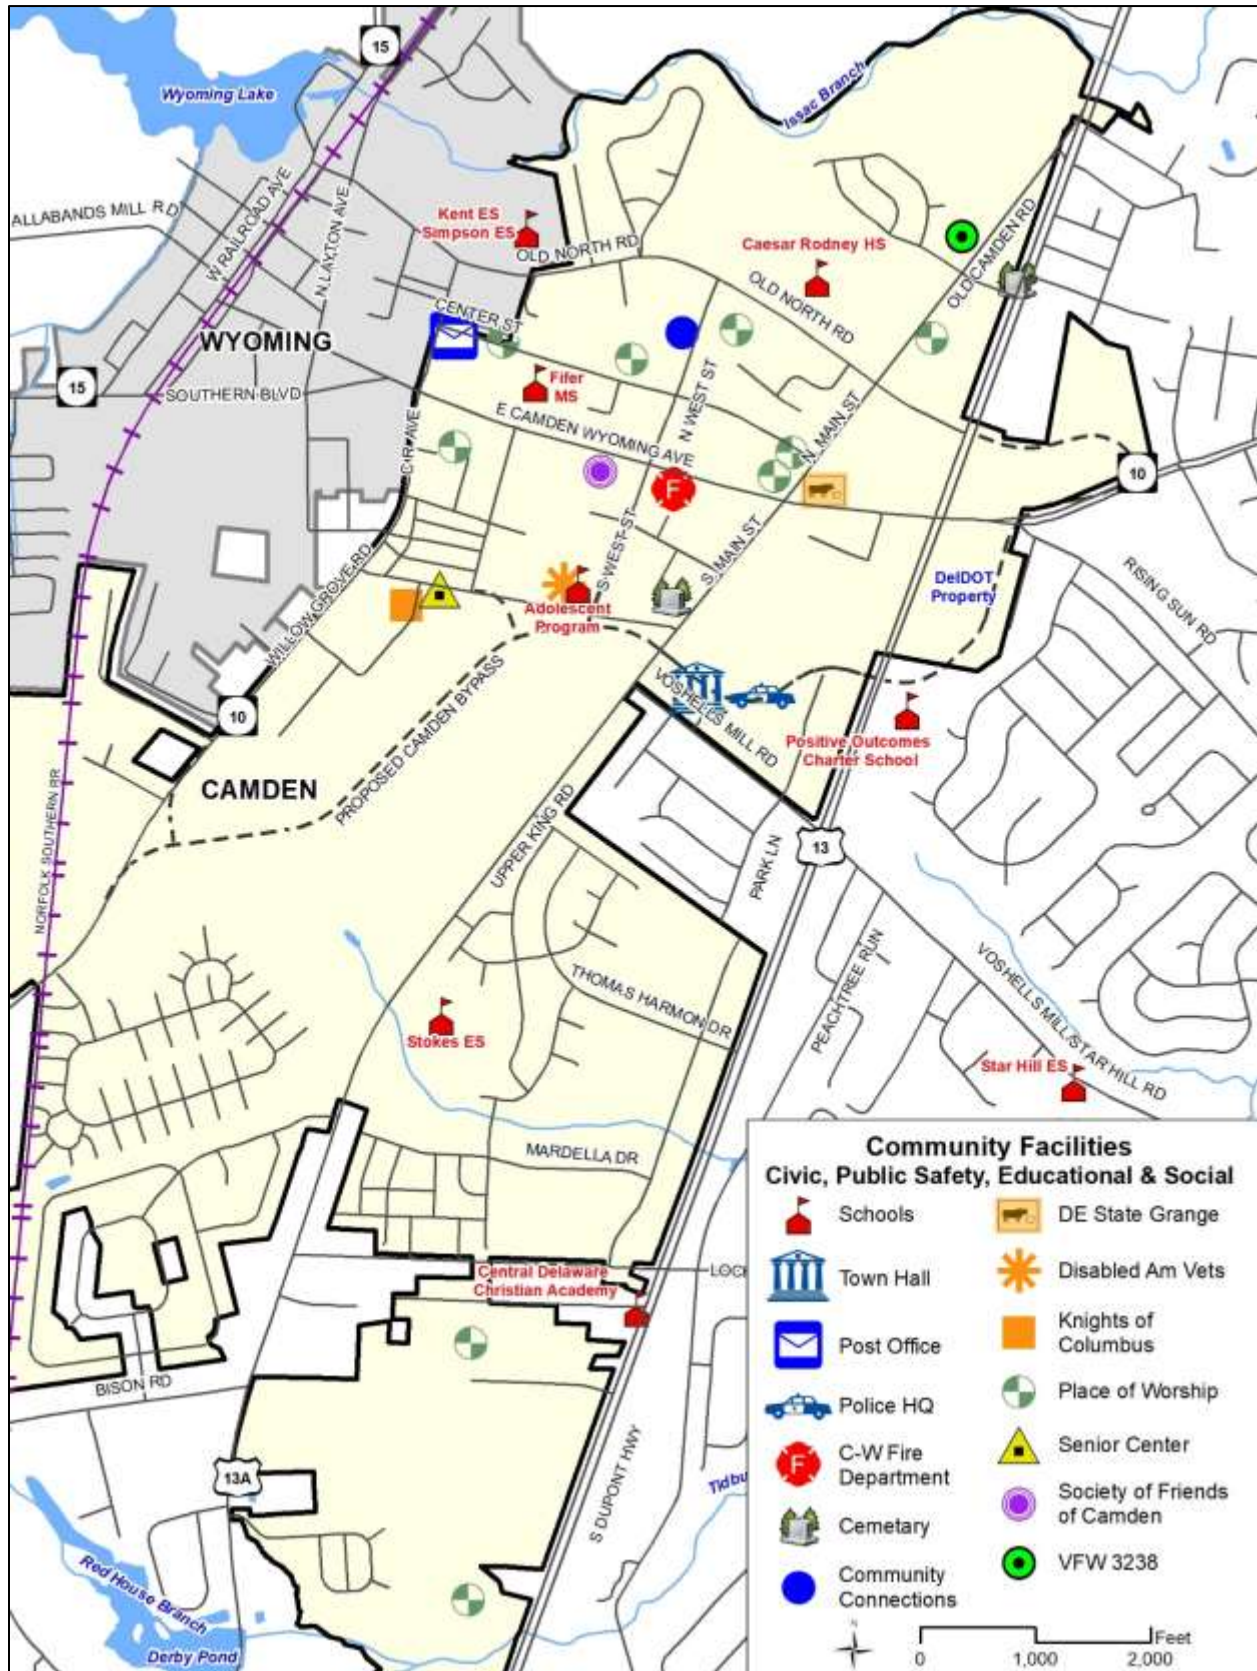 15
Wyoming Lake
Issac Branch
ALLABANDS MILL RD
W RAILROAD AVE
N LAYTON AVE
Kent ES
Simpson ES
OLD NORTH RD
Caesar Rodney HS
OLD CAMDEN RD
OLD NORTH RD
CENTER ST
WYOMING
15
SOUTHERN BLVD
Fifer
MS
N WEST ST
E CAMDEN WYOMING AVE
N MAIN ST
C R AVE
10
F
S WEST ST
S MAIN ST
DelDOT
Property
RISING SUN RD
WILLOW GROVE RD
Adolescent
Program
10
PROPOSED CAMDEN BYPASS
VOSHELLS MILL RD
Positive Outcomes
Charter School
CAMDEN
NORFOLK SOUTHERN RR
UPPER KING RD
PARK LN
13
PEACHTREE RUN
VOSHELLS MILL/STAR HILL RD
THOMAS HARMON DR
Stokes ES
Star Hill ES
MARDELLA DR
LOC
Central Delaware
Christian Academy
BISON RD
13A
S DUPONT HWY
Tidbu
Red House Branch
Derby Pond
Community Facilities
Civic, Public Safety, Educational & Social
Schools
DE State Grange
Town Hall
Disabled Am Vets
Post Office
Knights of
Columbus
Police HQ
Place of Worship
F
C-W Fire
Department
Senior Center
Cemetary
Society of Friends
of Camden
Community
Connections
VFW 3238
N
Feet
0 1,000 2,000